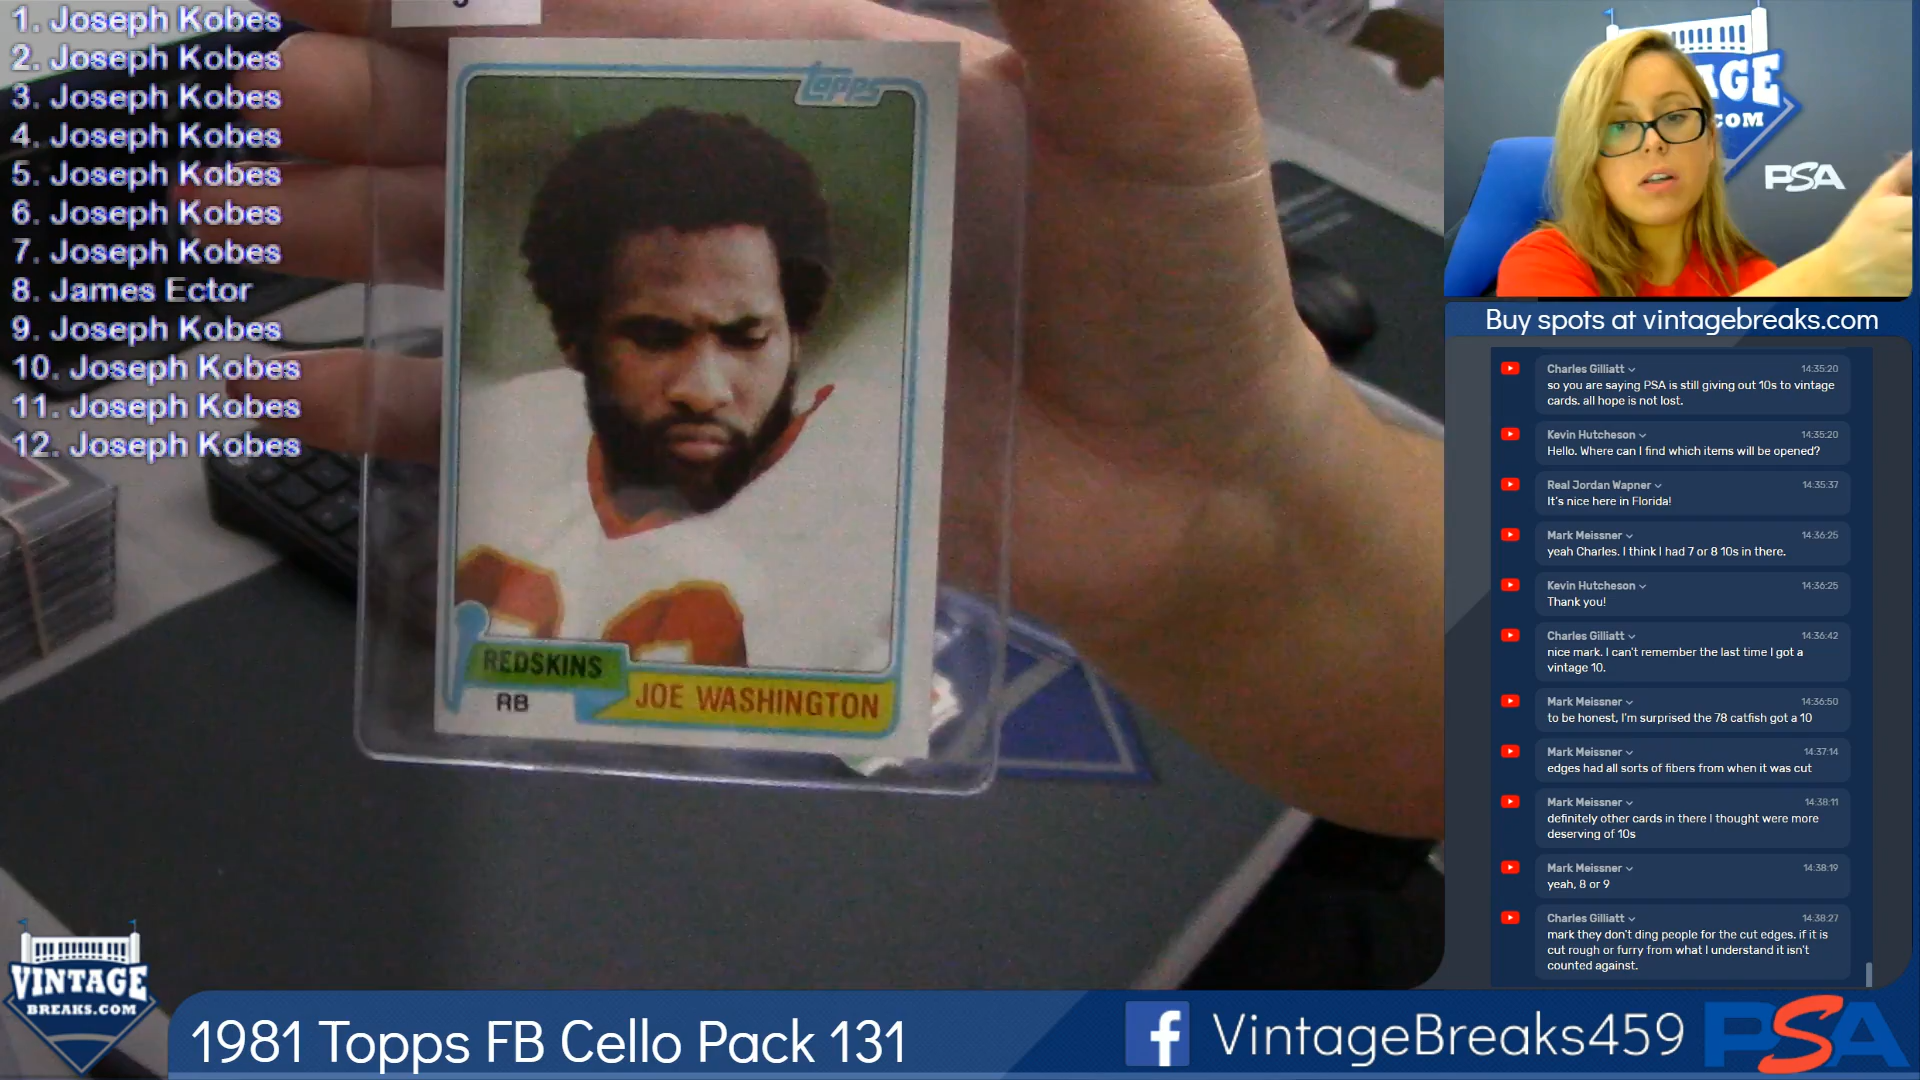 1. Joseph Kobes
2. Joseph Kobes
3. Joseph Kobes
4. Joseph Kobes
5. Joseph Kobes
6. Joseph Kobes
7. Joseph Kobes
8. James Ector
9. Joseph Kobes
10. Joseph Kobes
11. Joseph Kobes
12. Joseph Kobes
topps
REDSKINS
RB
JOE WASHINGTON
AGE
.COM
PSA
Buy spots at vintagebreaks.com
Charles Gilliatt 14:35:20
so you are saying PSA is still giving out 10s to vintage
cards. all hope is not lost.
Kevin Hutcheson 14:35:20
Hello. Where can I find which items will be opened?
Real Jordan Wapner 14:35:37
It's nice here in Florida!
Mark Meissner 14:36:25
yeah Charles. I think I had 7 or 8 10s in there.
Kevin Hutcheson 14:36:25
Thank you!
Charles Gilliatt 14:36:42
nice mark. I can't remember the last time I got a
vintage 10.
Mark Meissner 14:36:50
to be honest, I'm surprised the 78 catfish got a 10
Mark Meissner 14:37:14
edges had all sorts of fibers from when it was cut
Mark Meissner 14:38:11
definitely other cards in there I thought were more
deserving of 10s
Mark Meissner 14:38:19
yeah, 8 or 9
Charles Gilliatt 14:38:27
mark they don't ding people for the cut edges. if it is
cut rough or furry from what I understand it isn't
counted against.
VINTAGE
BREAKS.COM
1981 Topps FB Cello Pack 131
f VintageBreaks459 PSA